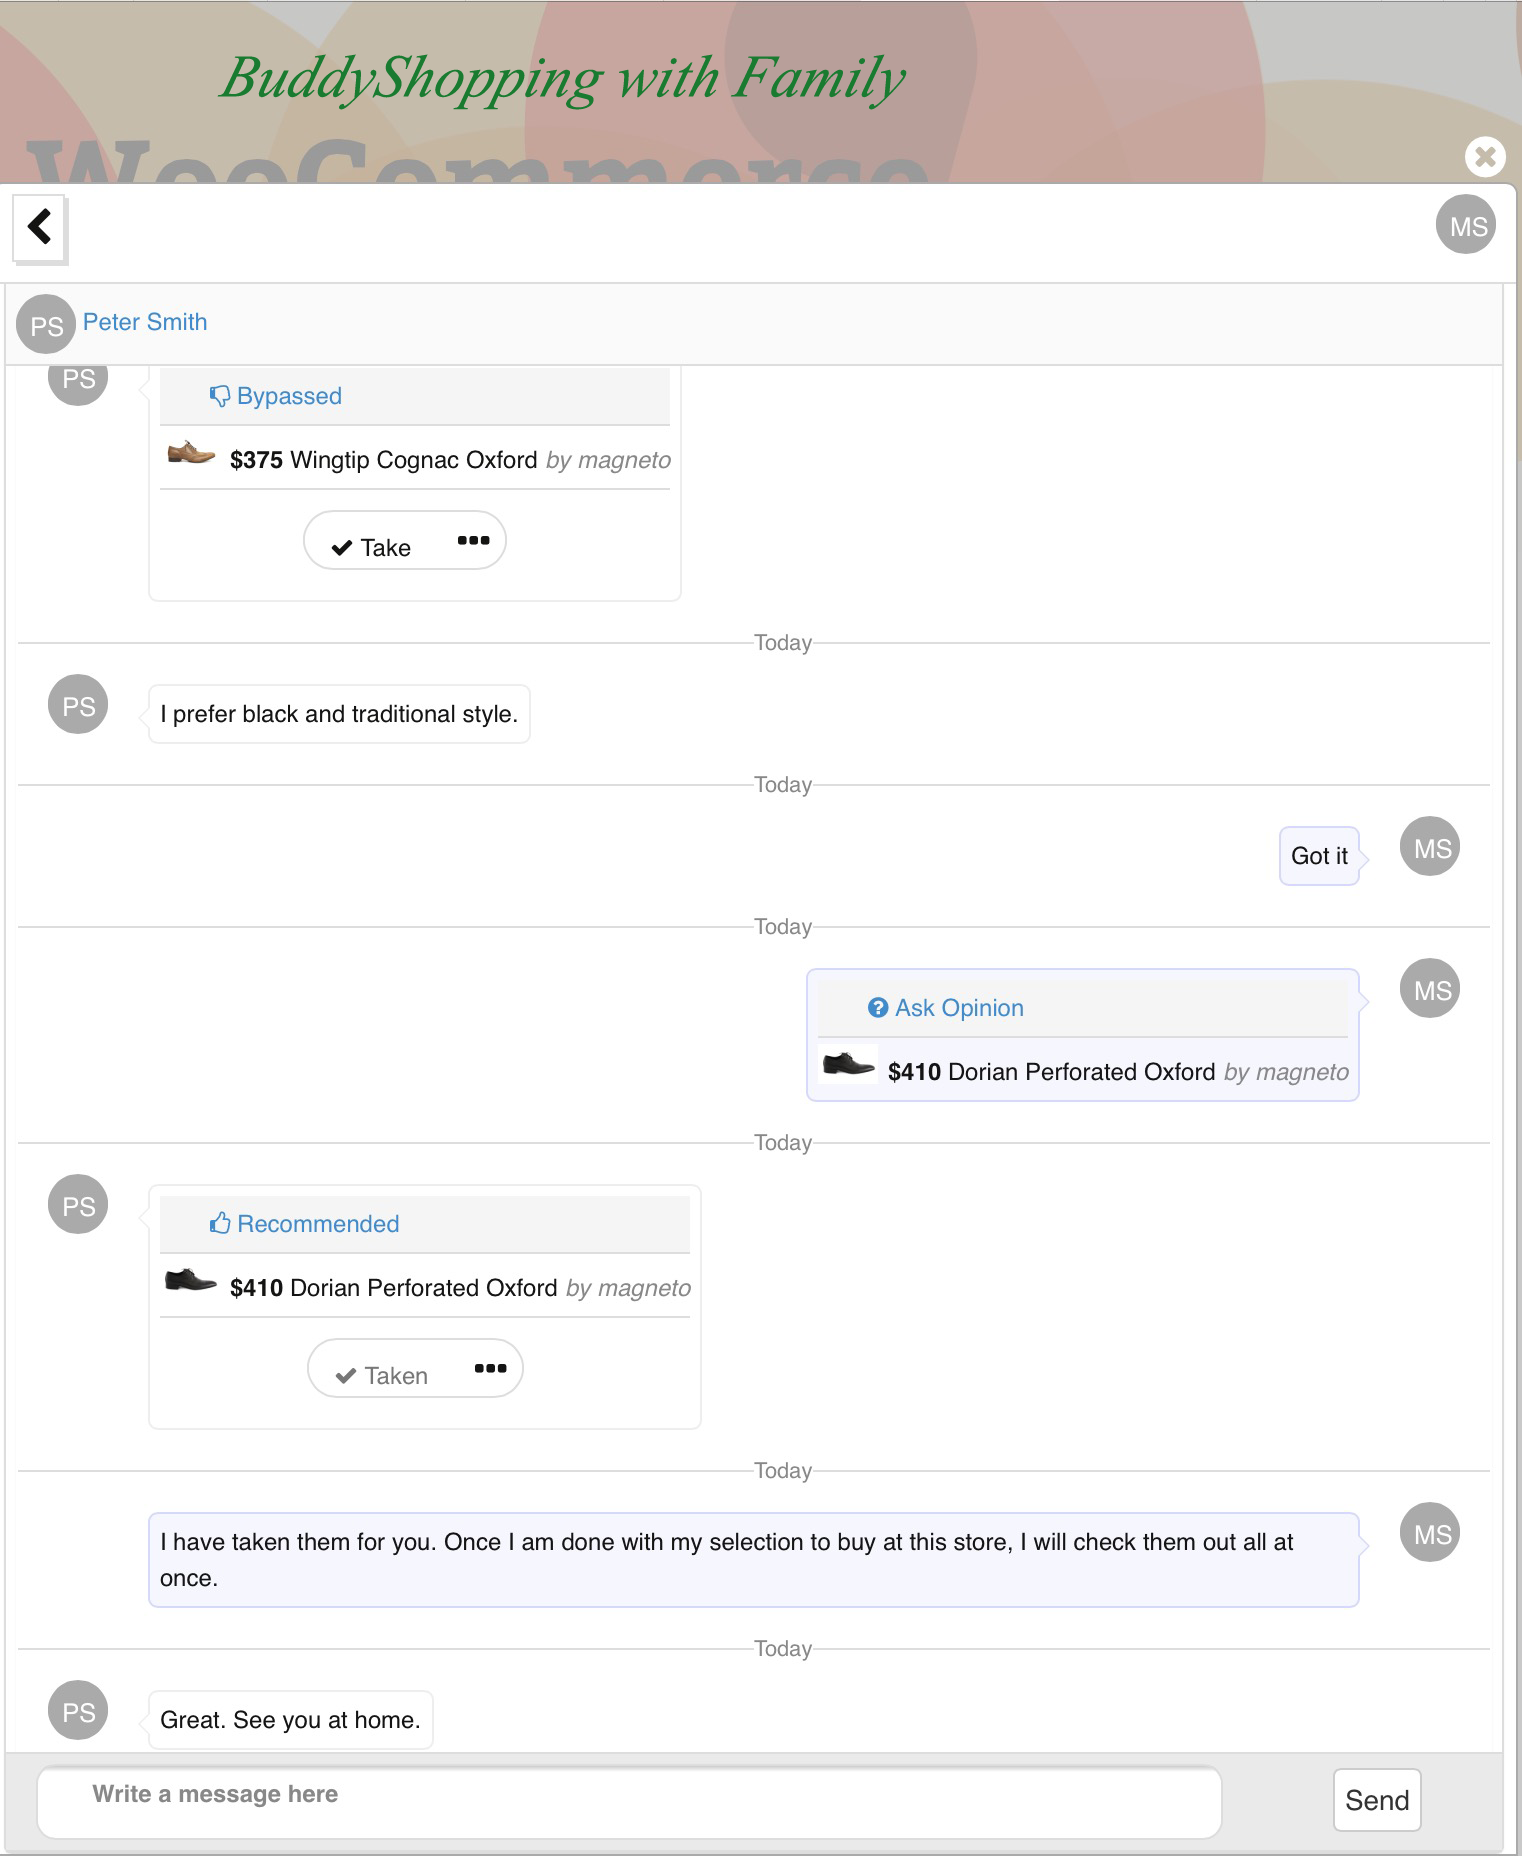 BuddyShopping with Family
WooCommerce
MS
PS Peter Smith
PS
Bypassed
$375 Wingtip Cognac Oxford by magneto
Take
Today
PS
I prefer black and traditional style.
Today
Got it
MS
Today
MS
Ask Opinion
$410 Dorian Perforated Oxford by magneto
Today
PS
Recommended
$410 Dorian Perforated Oxford by magneto
Taken
Today
I have taken them for you. Once I am done with my selection to buy at this store, I will check them out all at
once.
MS
Today
PS
Great. See you at home.
Write a message here
Send